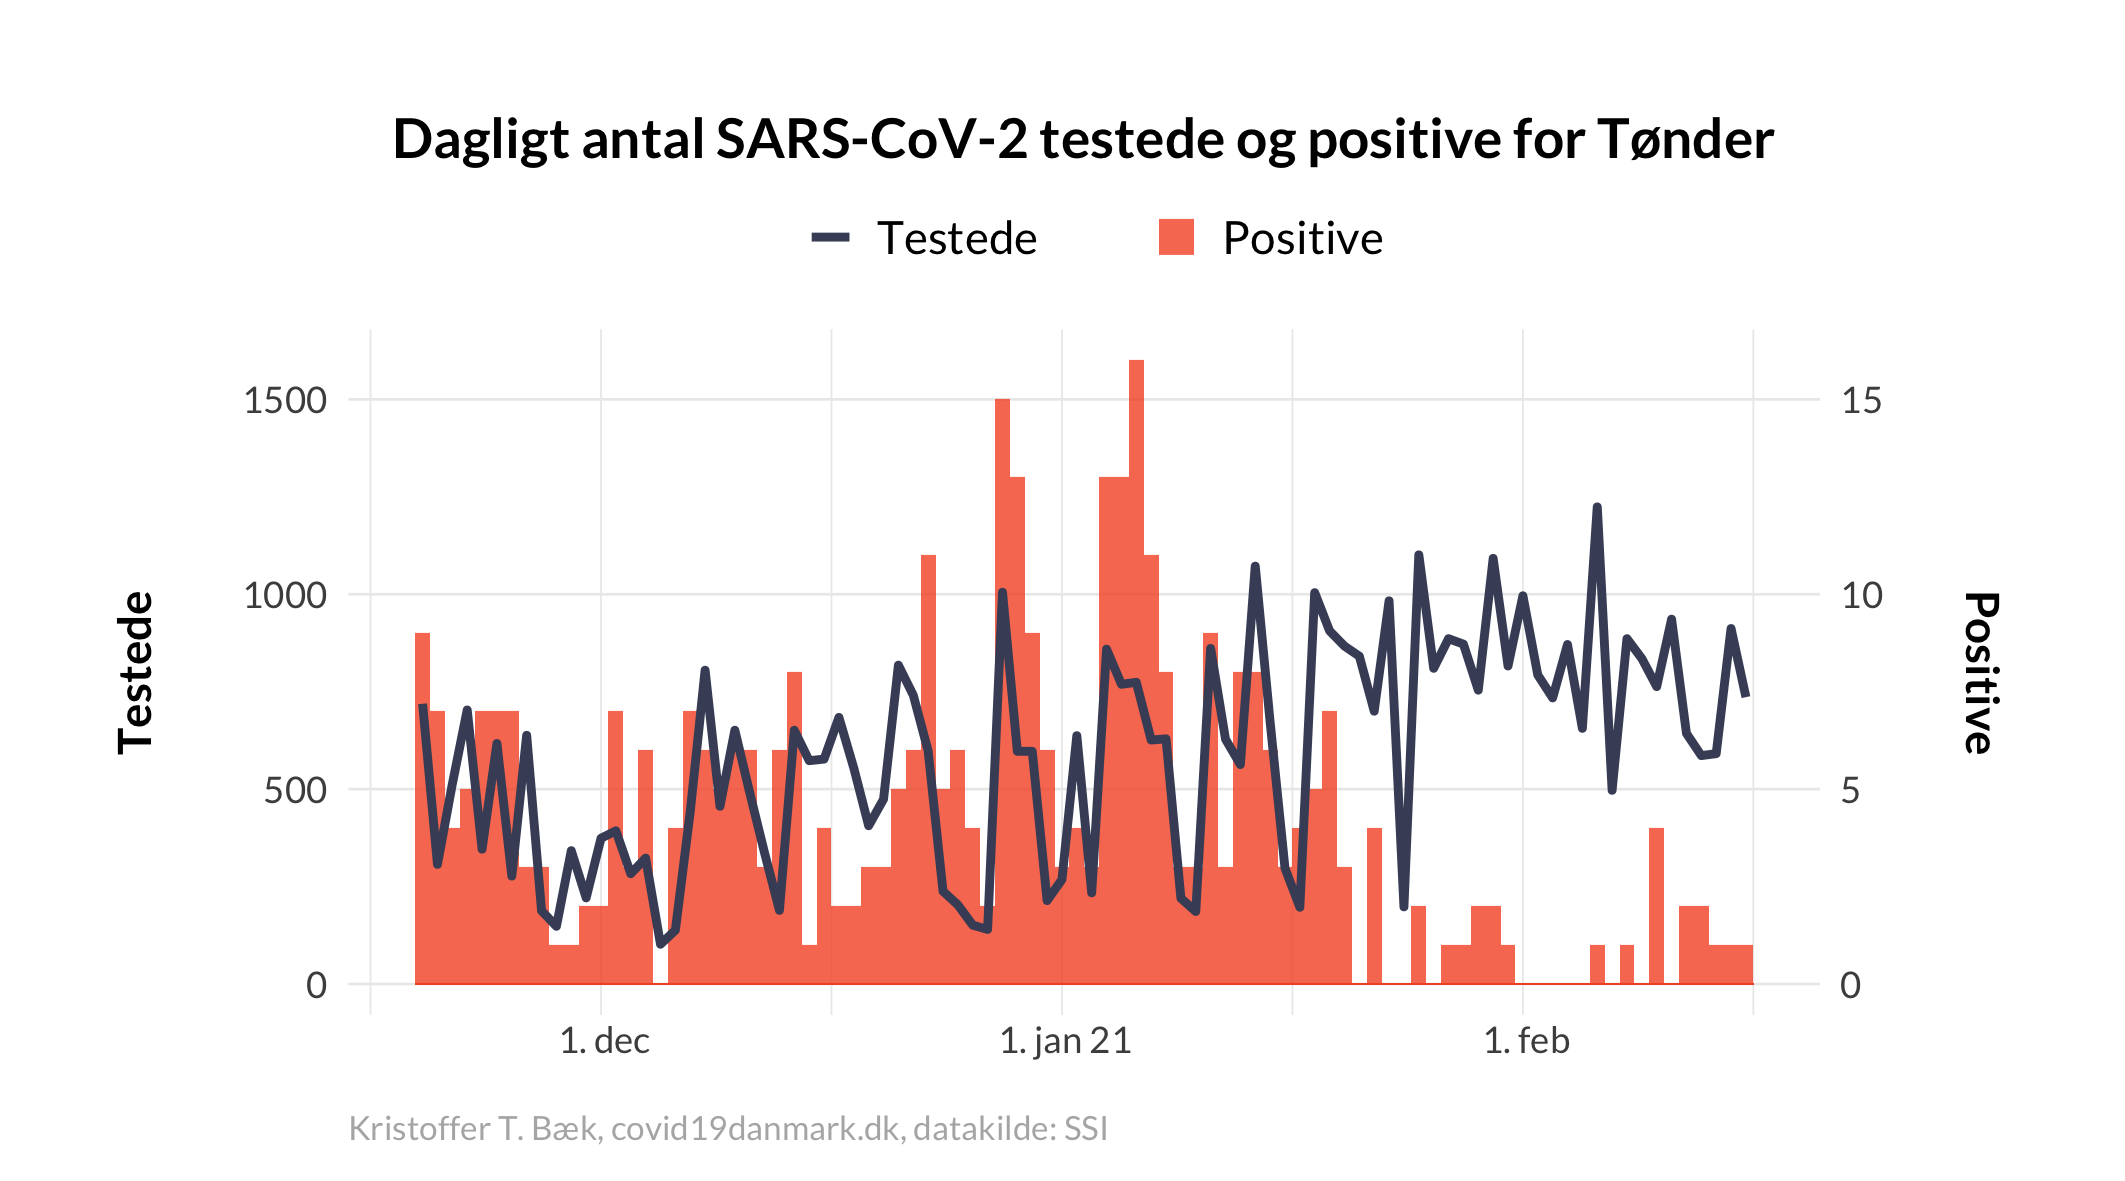 Dagligt antal SARS-CoV-2 testede og positive for Tønder
Testede
Positive
1500
1000
500
0
Testede
15
10
5
0
Positive
1. dec
1. jan 21
1. feb
Kristoffer T. Bæk, covid19danmark.dk, datakilde: SSI